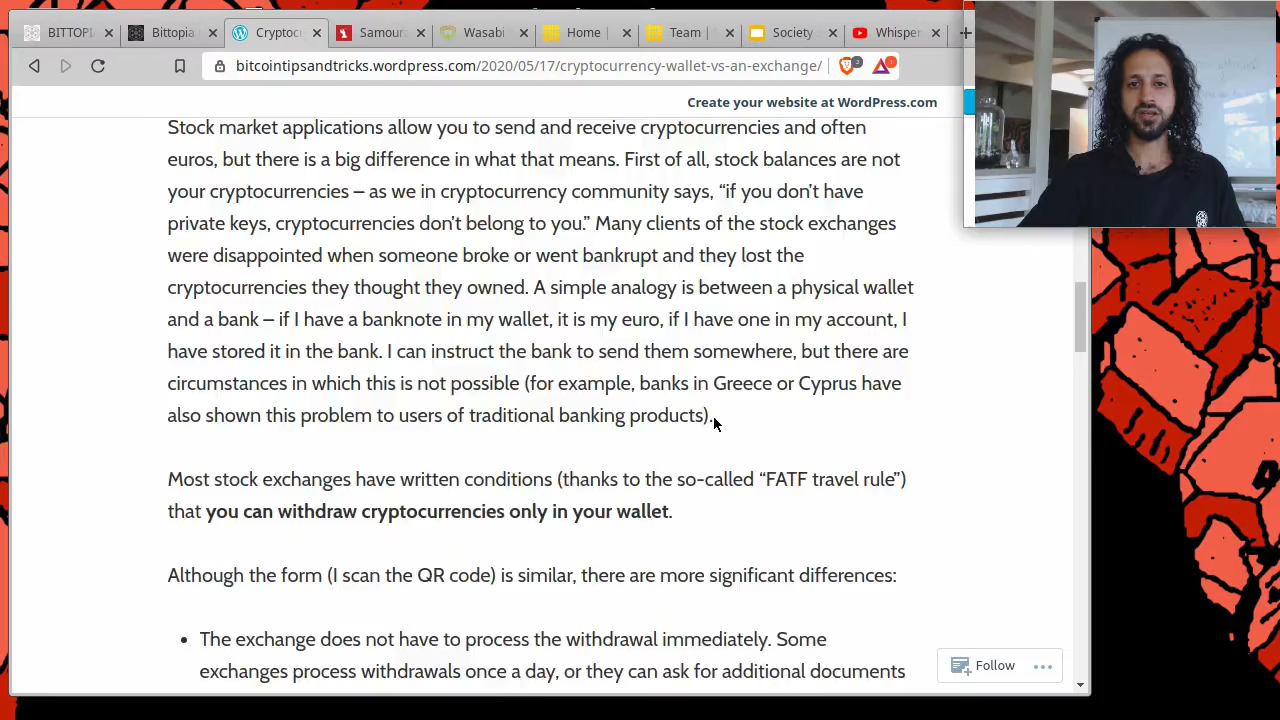 BITTOPI
Bittopia
Cryptoc
Samour
Wasabi
Home |
Team |
Society
Whisper
bitcointipsandtricks.wordpress.com/2020/05/17/cryptocurrency-wallet-vs-an-exchange/
2
1
Create your website at WordPress.com
Stock market applications allow you to send and receive cryptocurrencies and often
euros, but there is a big difference in what that means. First of all, stock balances are not
your cryptocurrencies – as we in cryptocurrency community says, “if you don’t have
private keys, cryptocurrencies don’t belong to you.” Many clients of the stock exchanges
were disappointed when someone broke or went bankrupt and they lost the
cryptocurrencies they thought they owned. A simple analogy is between a physical wallet
and a bank – if I have a banknote in my wallet, it is my euro, if I have one in my account, I
have stored it in the bank. I can instruct the bank to send them somewhere, but there are
circumstances in which this is not possible (for example, banks in Greece or Cyprus have
also shown this problem to users of traditional banking products).
Most stock exchanges have written conditions (thanks to the so-called “FATF travel rule”)
that you can withdraw cryptocurrencies only in your wallet.
Although the form (I scan the QR code) is similar, there are more significant differences:
• The exchange does not have to process the withdrawal immediately. Some
exchanges process withdrawals once a day, or they can ask for additional documents
Follow